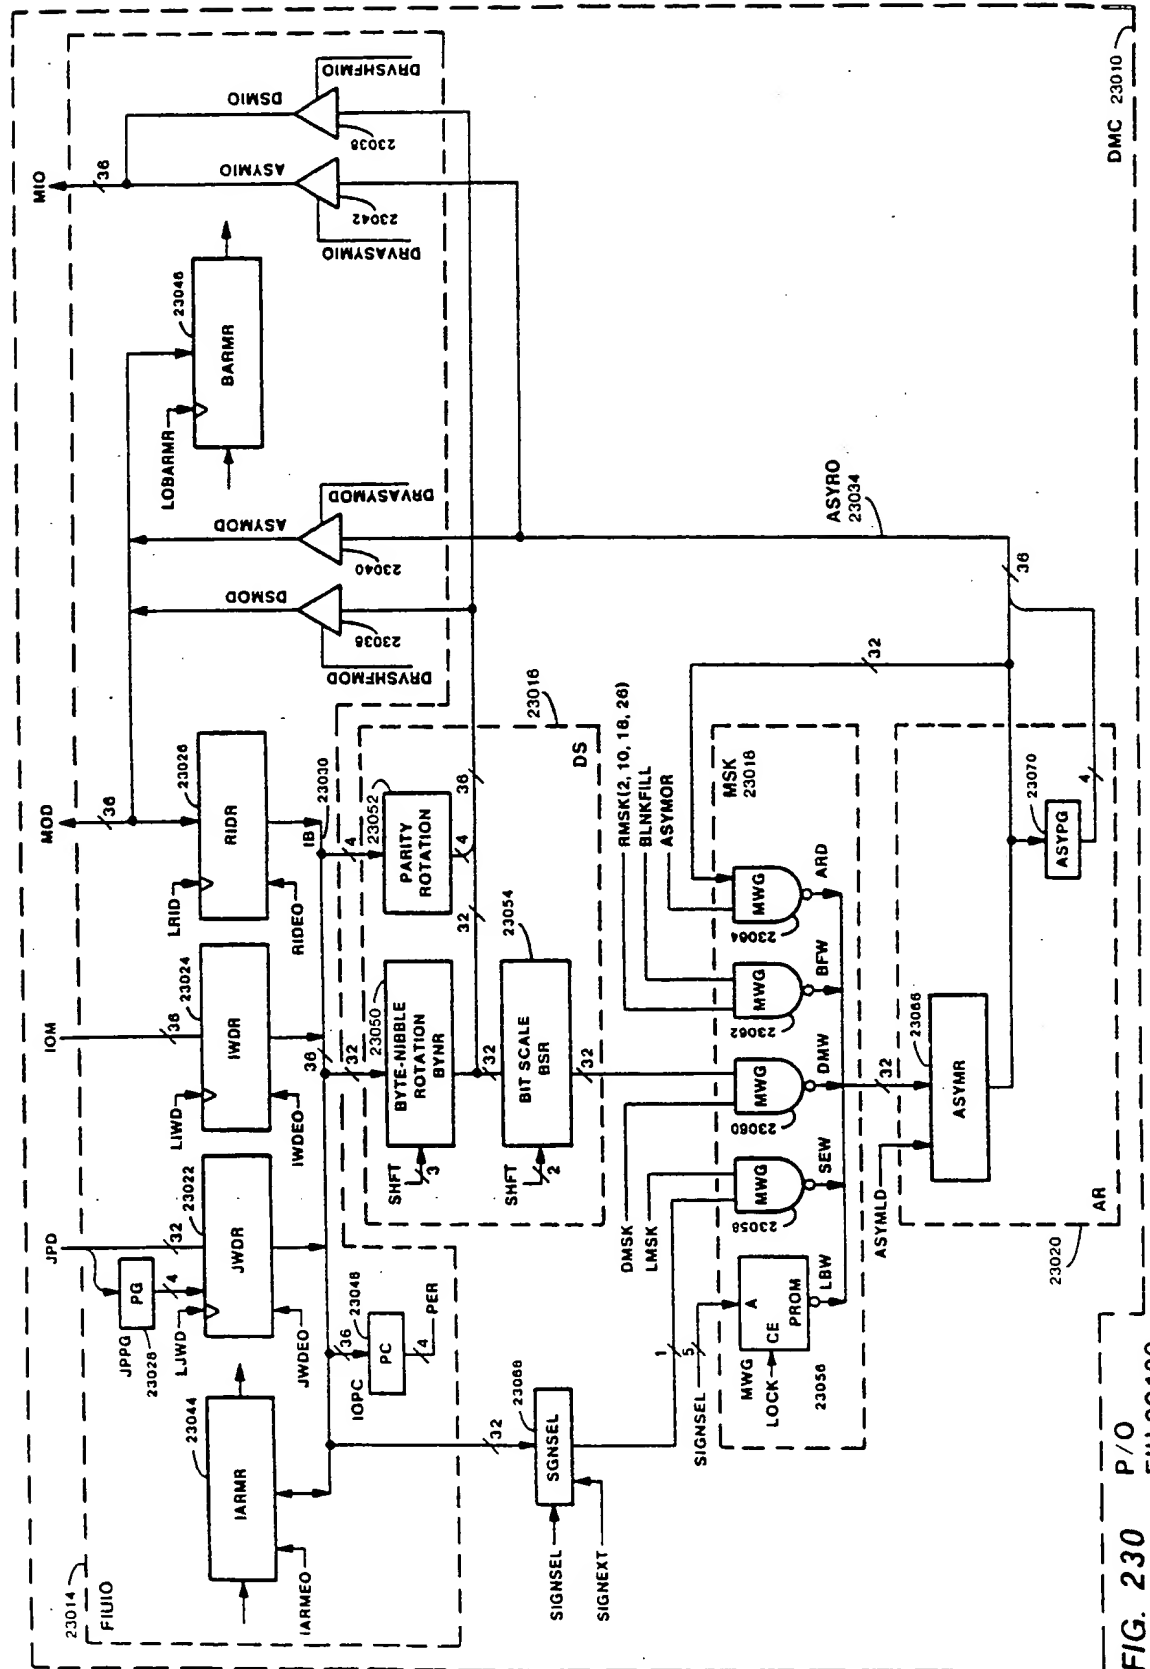 MOD
MIO
JPD
IOM
36
36
DRVSHFMIO
DSMIO
23038
ASYMIO
23042
DRVASYMIO
23046
BARMR
LOBARMR
DRVASYMOD
ASYMOD
23040
DSMOD
23038
DRVSHFMOD
23014
FIUIO
23044
IARMR
IARMEO
JPPG
23028
PG
4
LJWD
32
23022
JWDR
JWDEO
36
23024
LIWD
IWDR
IWDEO
23026
LRID
RIDR
RIDEO
IB
23030
36
IOPC
36
23048
PC
4
PER
32
23050
BYTE-NIBBLE
ROTATION
BYNR
SHFT
3
4
23052
PARITY
ROTATION
4
36
32
32
23054
BIT SCALE
BSR
SHFT
2
32
23016
DS
32
23068
SGNSEL
SIGNSEL
SIGNEXT
DMSK
LMSK
RMSK(2, 10, 18, 26)
BLNKFILL
ASYMOR
1
5
SIGNSEL
MWG
LOCK
CE
A
PROM
23056
MWG
23058
MWG
23060
MWG
23062
MWG
23064
MSK
23018
LBW
SEW
DMW
BFW
ARD
32
32
36
ASYRO
23034
ASYMLD
23066
ASYMR
23070
ASYPG
4
AR
23020
DMC 23010
FIG. 230
P/O